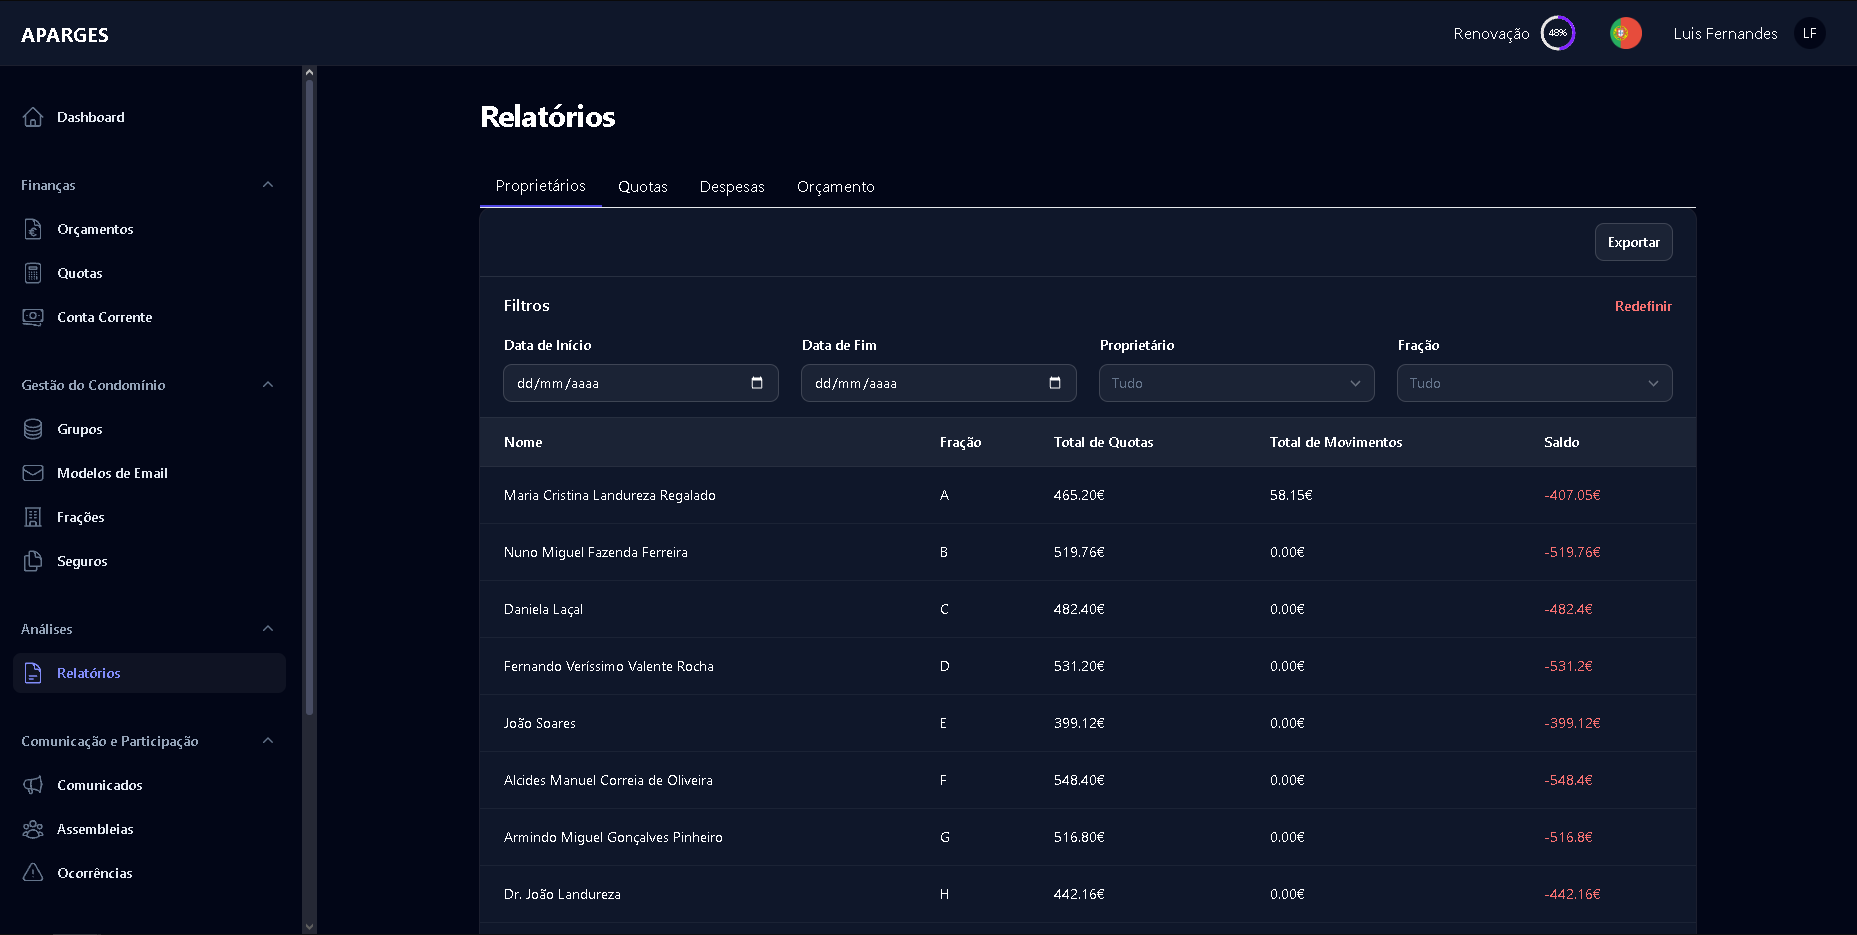 APARGES
Renovação
48%
Luis Fernandes
LF
Dashboard
Finanças
Orçamentos
Quotas
Conta Corrente
Gestão do Condomínio
Grupos
Modelos de Email
Frações
Seguros
Análises
Relatórios
Comunicação e Participação
Comunicados
Assembleias
Ocorrências
Relatórios
Proprietários Quotas Despesas Orçamento
Exportar
Filtros
Redefinir
Data de Início Data de Fim Proprietário Fração
dd/mm/aaaa dd/mm/aaaa Tudo Tudo
Nome Fração Total de Quotas Total de Movimentos Saldo
Maria Cristina Landureza Regalado A 465.20€ 58.15€ -407.05€
Nuno Miguel Fazenda Ferreira B 519.76€ 0.00€ -519.76€
Daniela Laçal C 482.40€ 0.00€ -482.4€
Fernando Veríssimo Valente Rocha D 531.20€ 0.00€ -531.2€
João Soares E 399.12€ 0.00€ -399.12€
Alcides Manuel Correia de Oliveira F 548.40€ 0.00€ -548.4€
Armindo Miguel Gonçalves Pinheiro G 516.80€ 0.00€ -516.8€
Dr. João Landureza H 442.16€ 0.00€ -442.16€